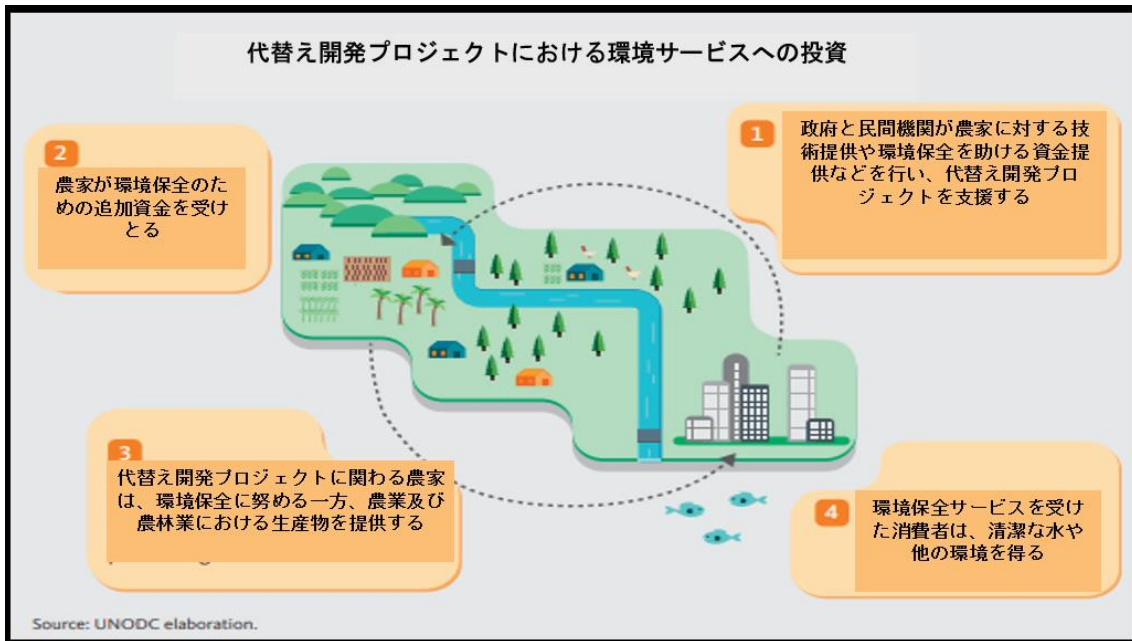 代替え開発プロジェクトにおける環境サービスへの投資
1
政府と民間機関が農家に対する技
術提供や環境保全を助ける資金提
供などを行い、代替え開発プロ
ジェクトを支援する
2
農家が環境保全のた
めの追加資金を受け
とる
3
代替え開発プロジェクトに関わる農家
は、環境保全に努める一方、農業及び
農林業における生産物を提供する
4
環境保全サービスを受け
た消費者は、清潔な水や
他の環境を得る
Source: UNODC elaboration.